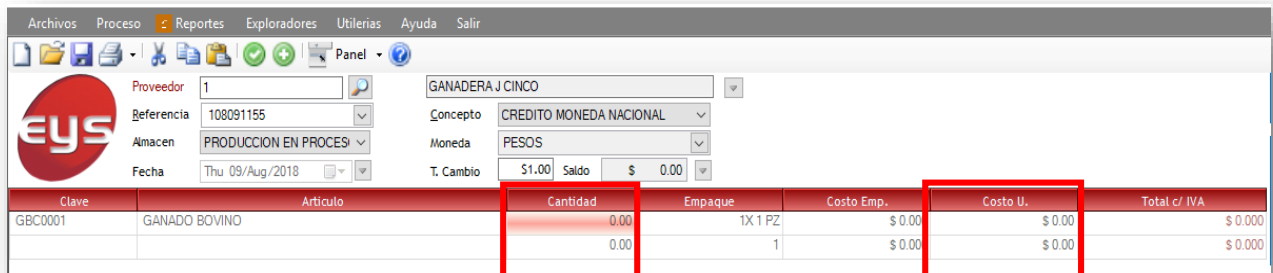 Archivos Proceso Reportes Exploradores Utilerias Ayuda Salir
Panel
eys
Proveedor 1 GANADERA J CINCO
Referencia 108091155 Concepto CREDITO MONEDA NACIONAL
Almacen PRODUCCION EN PROCESO Moneda PESOS
Fecha Thu 09/Aug/2018 T. Cambio $1.00 Saldo $ 0.00
Clave Articulo Cantidad Empaque Costo Emp. Costo U. Total c/ IVA
GBC0001 GANADO BOVINO 0.00 1X 1 PZ $ 0.00 $ 0.00 $ 0.000
0.00 1 $ 0.00 $ 0.00 $ 0.000